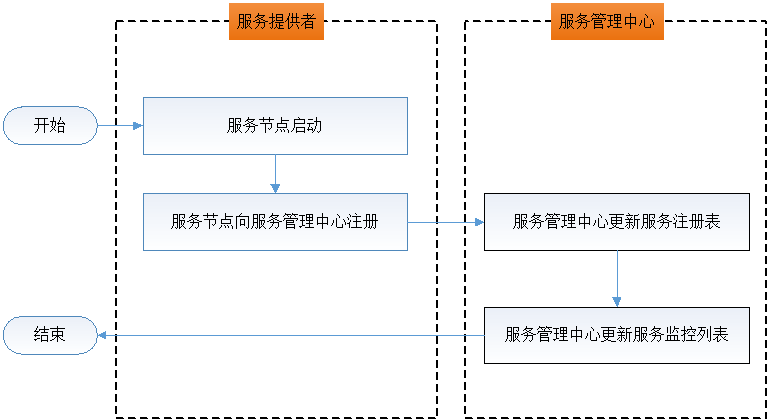 服务提供者
服务管理中心
开始
服务节点启动
服务节点向服务管理中心注册
服务管理中心更新服务注册表
结束
服务管理中心更新服务监控列表